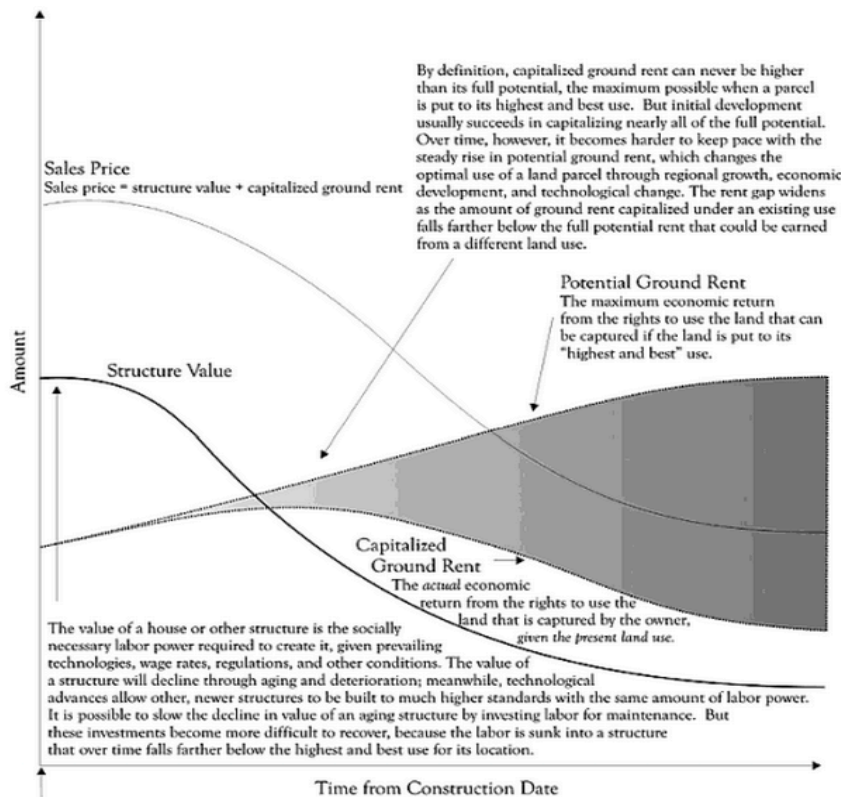 By definition, capitalized ground rent can never be higher
than its full potential, the maximum possible when a parcel
is put to its highest and best use. But initial development
usually succeeds in capitalizing nearly all of the full potential.
Over time, however, it becomes harder to keep pace with the
steady rise in potential ground rent, which changes the
optimal use of a land parcel through regional growth, economic
development, and technological change. The rent gap widens
as the amount of ground rent capitalized under an existing use
falls farther below the full potential rent that could be earned
from a different land use.
Sales Price
Sales price = structure value + capitalized ground rent
Potential Ground Rent
The maximum economic return
from the rights to use the land that can
be captured if the land is put to its
"highest and best" use.
Amount
Structure Value
Capitalized
Ground Rent
The actual economic
return from the rights to use the
land that is captured by the owner,
given the present land use.
The value of a house or other structure is the socially
necessary labor power required to create it, given prevailing
technologies, wage rates, regulations, and other conditions. The value of
a structure will decline through aging and deterioration; meanwhile, technological
advances allow other, newer structures to be built to much higher standards with the same amount of labor power.
It is possible to slow the decline in value of an aging structure by investing labor for maintenance. But
these investments become more difficult to recover, because the labor is sunk into a structure
that over time falls farther below the highest and best use for its location.
Time from Construction Date